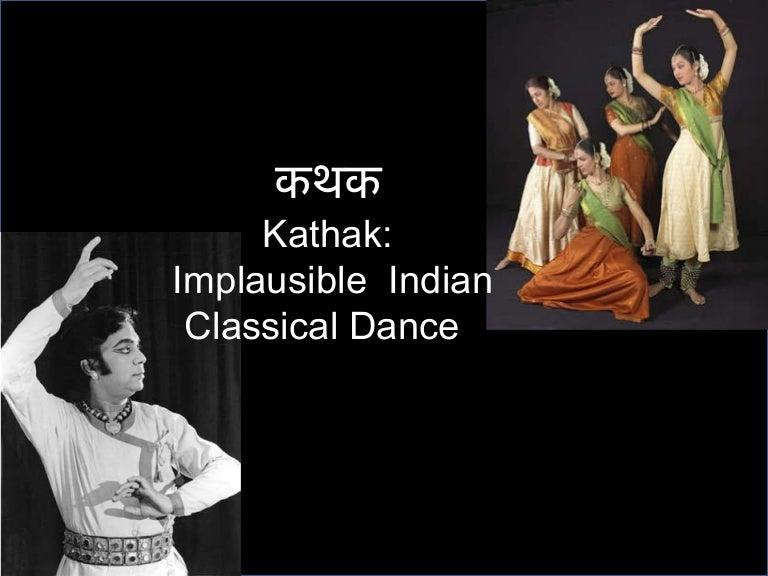 कथक
Kathak:
Implausible  Indian
Classical Dance